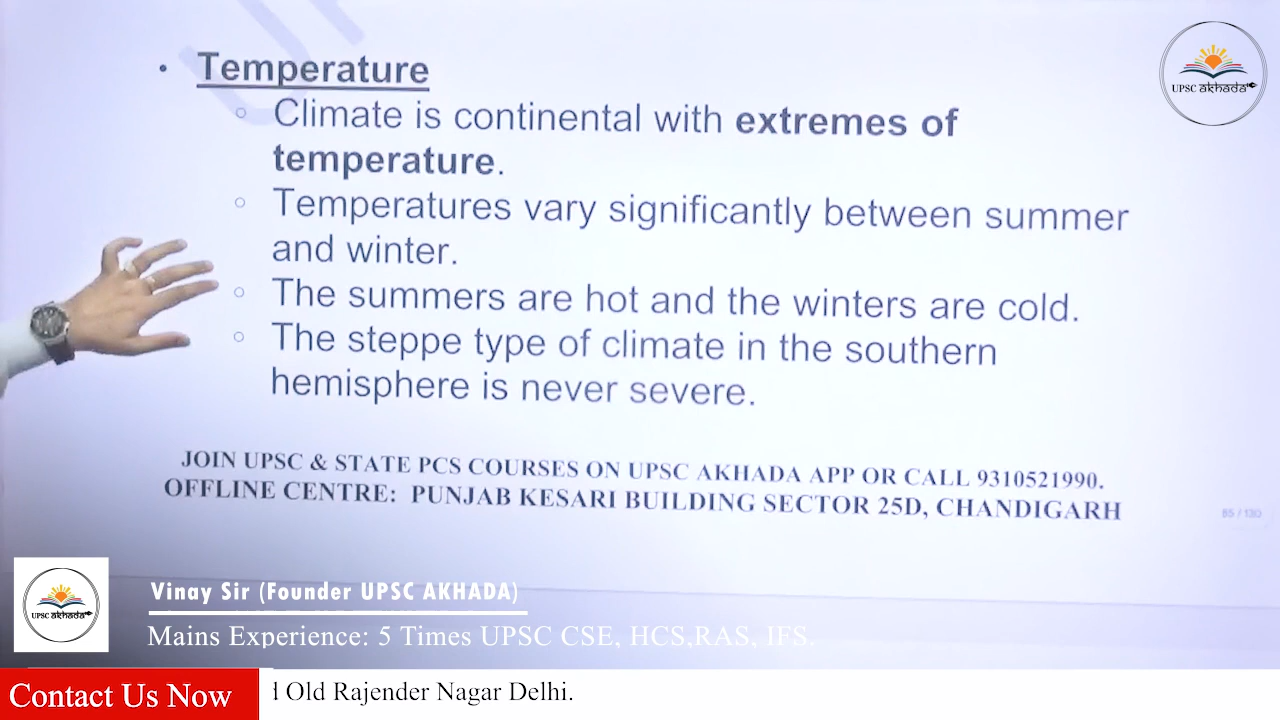 • Temperature
○ Climate is continental with extremes of
temperature.
○ Temperatures vary significantly between summer
and winter.
○ The summers are hot and the winters are cold.
○ The steppe type of climate in the southern
hemisphere is never severe.
JOIN UPSC & STATE PCS COURSES ON UPSC AKHADA APP OR CALL 9310521990.
OFFLINE CENTRE: PUNJAB KESARI BUILDING SECTOR 25D, CHANDIGARH
65 / 130
UPSC akhada
UPSC akhada
Vinay Sir (Founder UPSC AKHADA)
Mains Experience: 5 Times UPSC CSE, HCS,RAS, IFS.
Contact Us Now
d Old Rajender Nagar Delhi.